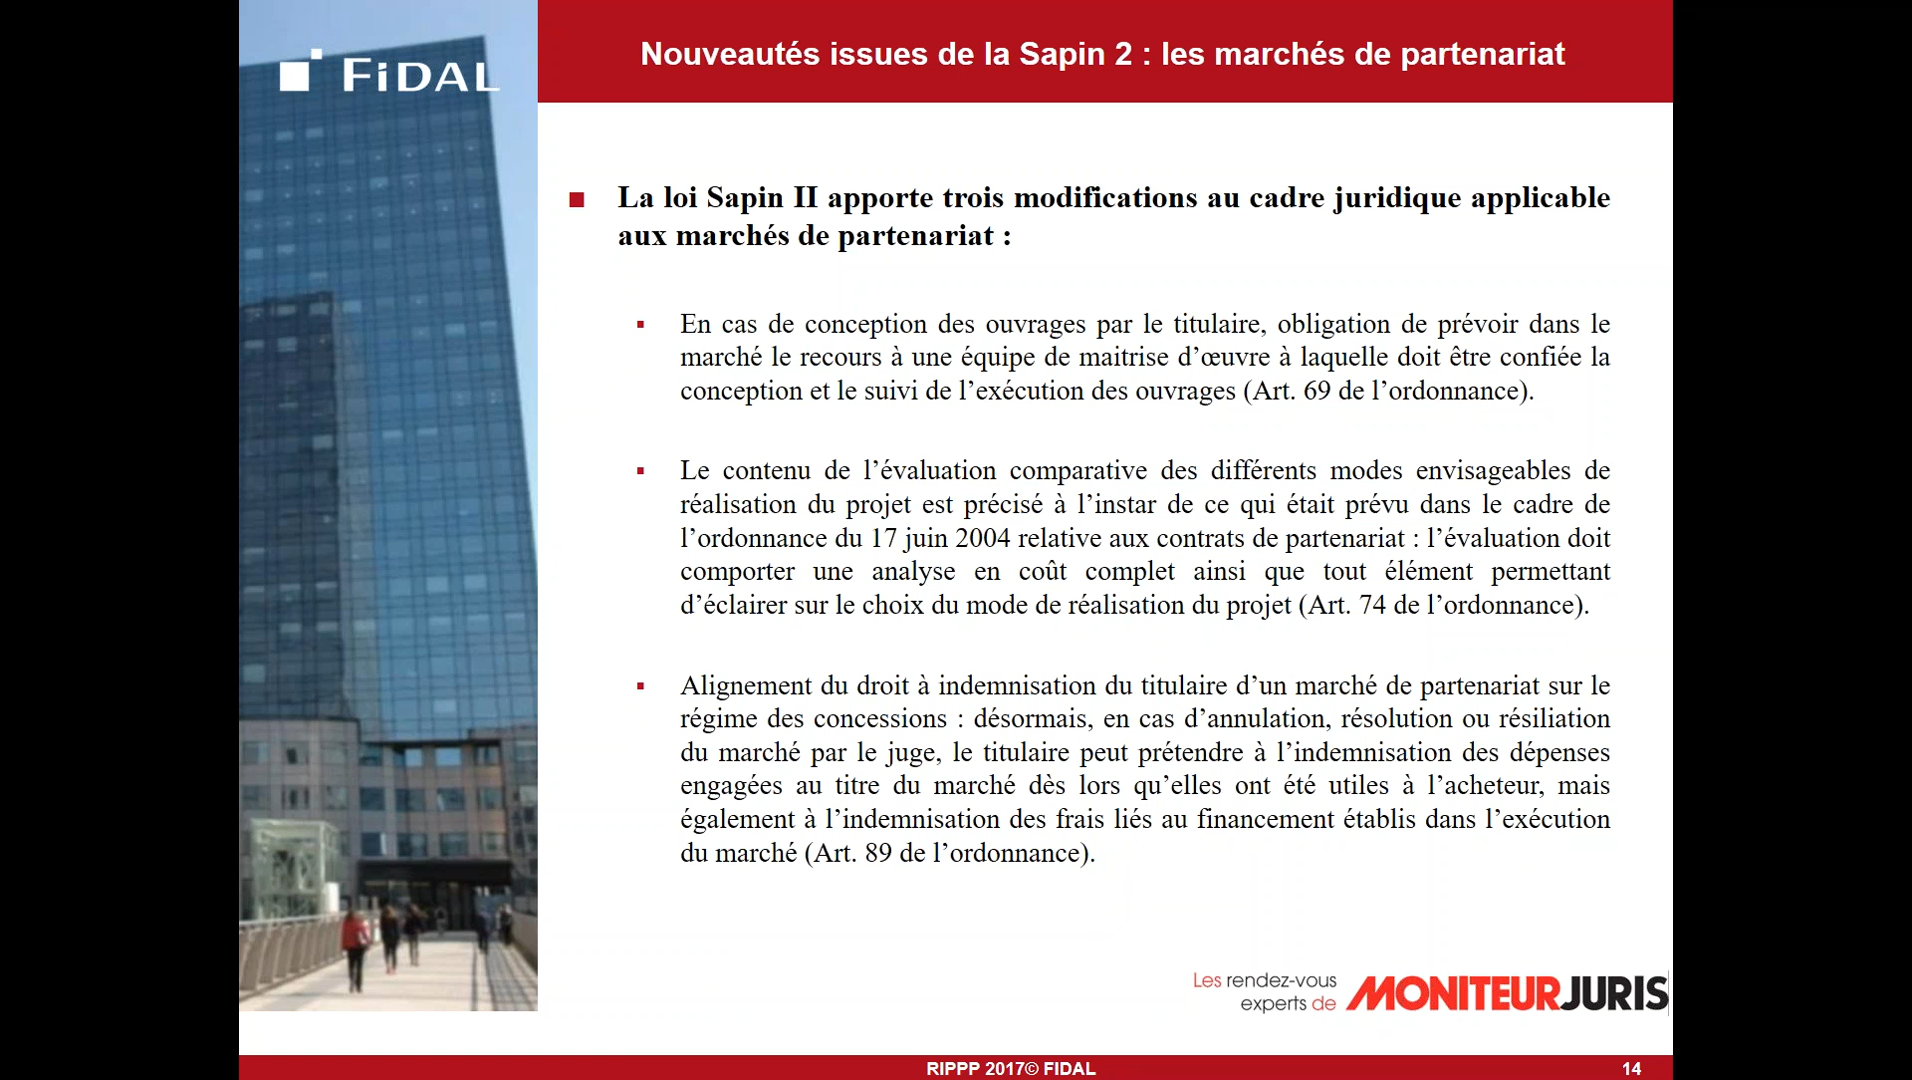 FiDAL
Nouveautés issues de la Sapin 2 : les marchés de partenariat
La loi Sapin II apporte trois modifications au cadre juridique applicable
aux marchés de partenariat :
En cas de conception des ouvrages par le titulaire, obligation de prévoir dans le
marché le recours à une équipe de maitrise d’œuvre à laquelle doit être confiée la
conception et le suivi de l’exécution des ouvrages (Art. 69 de l’ordonnance).
Le contenu de l’évaluation comparative des différents modes envisageables de
réalisation du projet est précisé à l’instar de ce qui était prévu dans le cadre de
l’ordonnance du 17 juin 2004 relative aux contrats de partenariat : l’évaluation doit
comporter une analyse en coût complet ainsi que tout élément permettant
d’éclairer sur le choix du mode de réalisation du projet (Art. 74 de l’ordonnance).
Alignement du droit à indemnisation du titulaire d’un marché de partenariat sur le
régime des concessions : désormais, en cas d’annulation, résolution ou résiliation
du marché par le juge, le titulaire peut prétendre à l’indemnisation des dépenses
engagées au titre du marché dès lors qu’elles ont été utiles à l’acheteur, mais
également à l’indemnisation des frais liés au financement établis dans l’exécution
du marché (Art. 89 de l’ordonnance).
Les rendez-vous
experts de MONITEURJURIS
RIPPP 2017© FIDAL
14